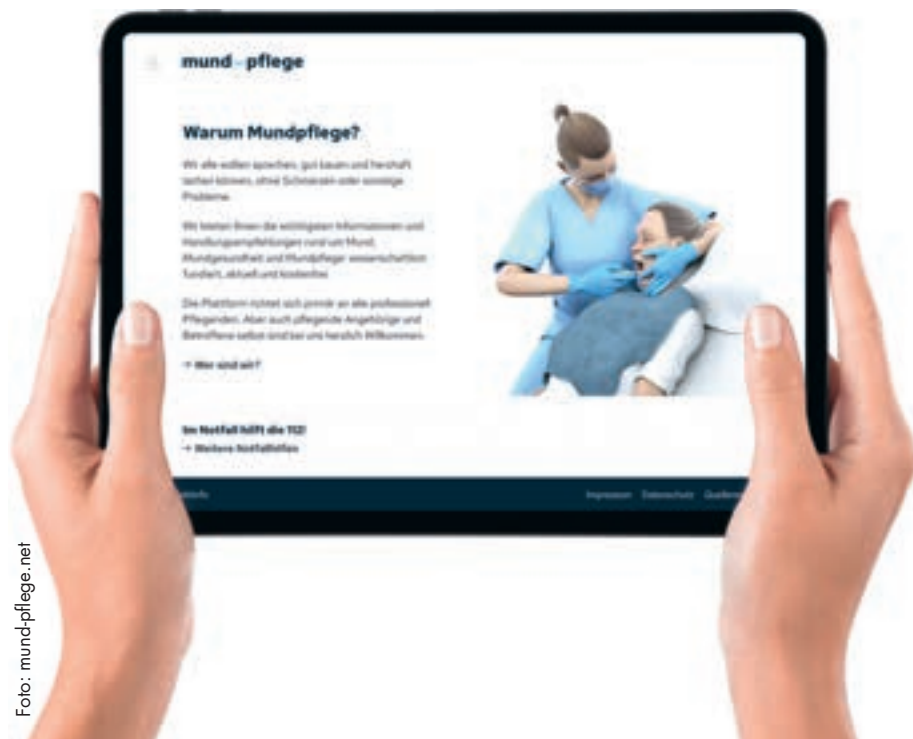 mund-pflege
Warum Mundpflege?
Wir alle wollen sprechen, gut kauen und herzhaft
lachen können, ohne Schmerzen oder sonstige
Probleme.
Wir bieten Ihnen die wichtigsten Informationen und
Handlungsempfehlungen rund um Mund,
Mundgesundheit und Mundpflege: wissenschaftlich
fundiert, aktuell und kostenfrei.
Die Plattform richtet sich primär an alle professionell
Pflegenden. Aber auch pflegende Angehörige und
Betroffene selbst sind bei uns herzlich Willkommen.
→ Wer sind wir?
Im Notfall hilft die 112!
→ Weitere Notfallhilfen
Impressum Datenschutz
Foto: mund-pflege.net